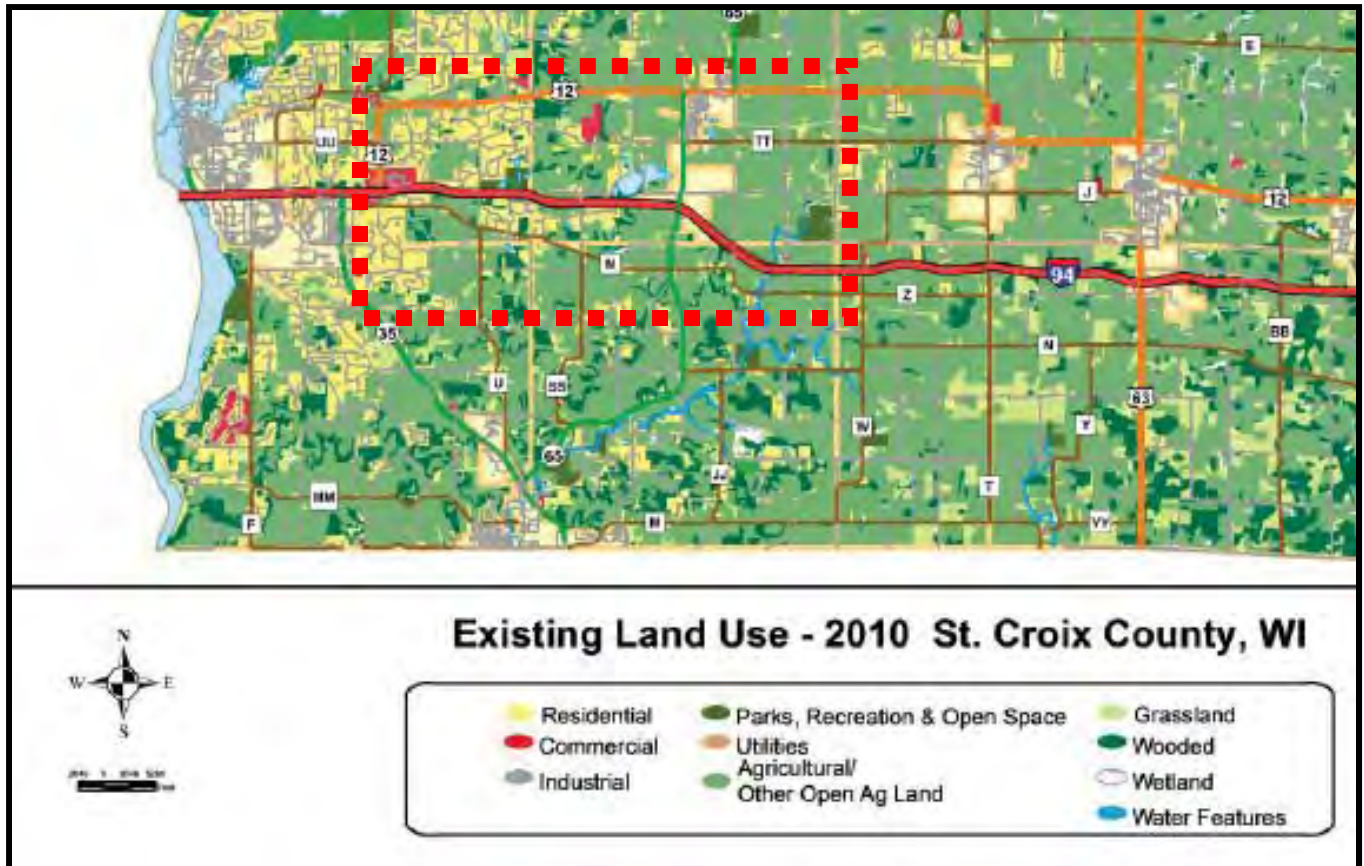 65
E
12
UU
TT
12
J
12
N
94
Z
35
BB
N
U
SS
63
W
Y
65
JJ
T
MM
F
M
VV
N
W E
S
Existing Land Use - 2010 St. Croix County, WI
Residential
Commercial
Industrial
Parks, Recreation & Open Space
Utilities
Agricultural/
Other Open Ag Land
Grassland
Wooded
Wetland
Water Features